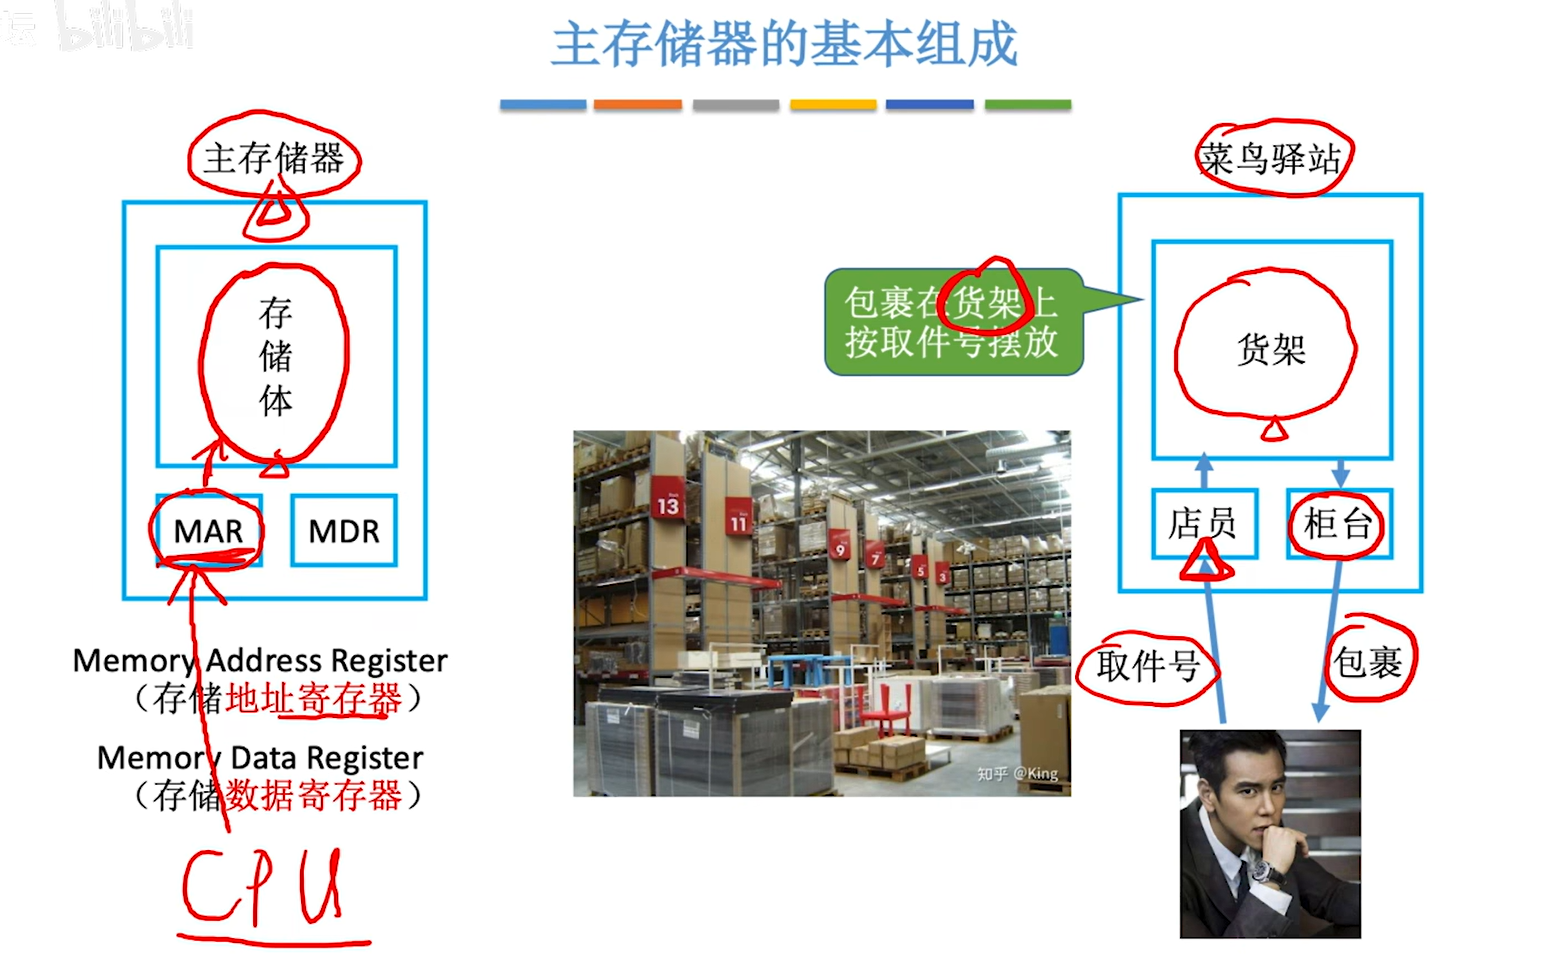 坛 bilibili
主存储器的基本组成
主存储器
存
储
体
MAR
MDR
Memory Address Register
（存储地址寄存器）
Memory Data Register
（存储数据寄存器）
CPU
包裹在货架上
按取件号摆放
13
11
9
7
5
3
知乎 @King
菜鸟驿站
货架
店员
柜台
取件号
包裹